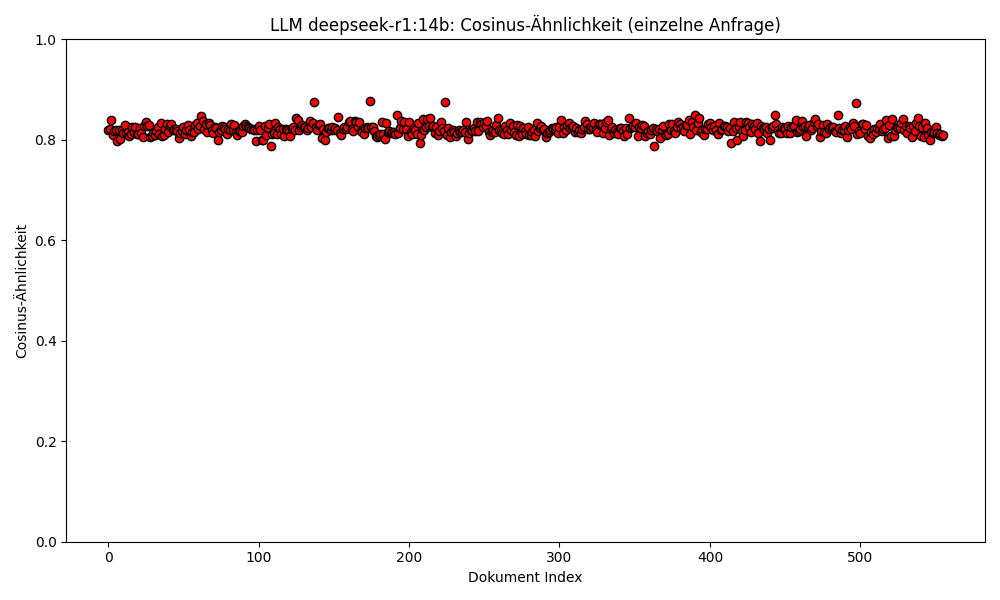 LLM deepseek-r1:14b: Cosinus-Ähnlichkeit (einzelne Anfrage)
1.0
0.8
0.6
0.4
0.2
0.0
Cosinus-Ähnlichkeit
0 100 200 300 400 500
Dokument Index